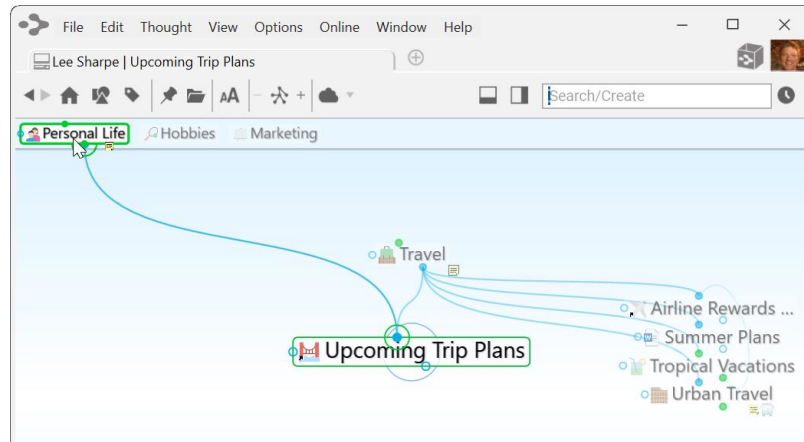 File Edit Thought View Options Online Window Help
Lee Sharpe | Upcoming Trip Plans
AA
Search/Create
Personal Life Hobbies Marketing
Travel
Airline Rewards ...
Upcoming Trip Plans
Summer Plans
Tropical Vacations
Urban Travel